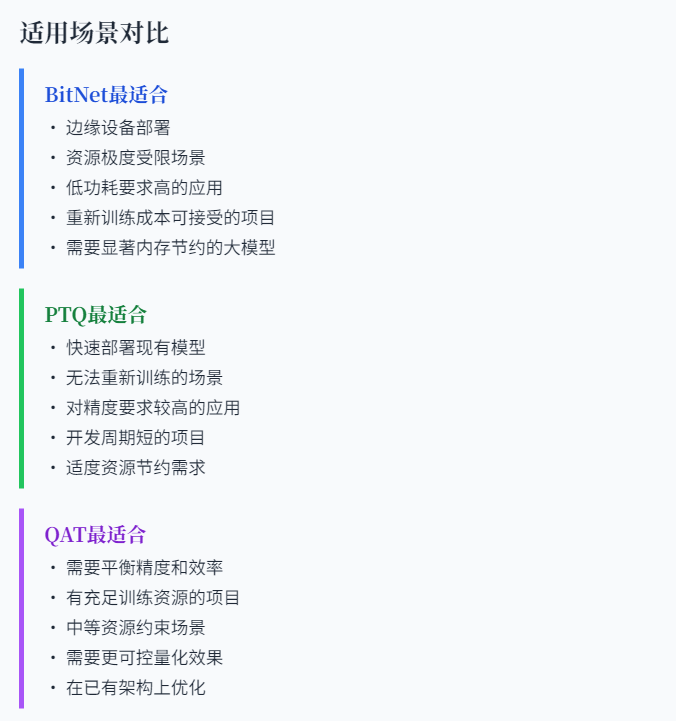 适用场景对比
BitNet最适合
• 边缘设备部署
• 资源极度受限场景
• 低功耗要求高的应用
• 重新训练成本可接受的项目
• 需要显著内存节约的大模型
PTQ最适合
• 快速部署现有模型
• 无法重新训练的场景
• 对精度要求较高的应用
• 开发周期短的项目
• 适度资源节约需求
QAT最适合
• 需要平衡精度和效率
• 有充足训练资源的项目
• 中等资源约束场景
• 需要更可控量化效果
• 在已有架构上优化